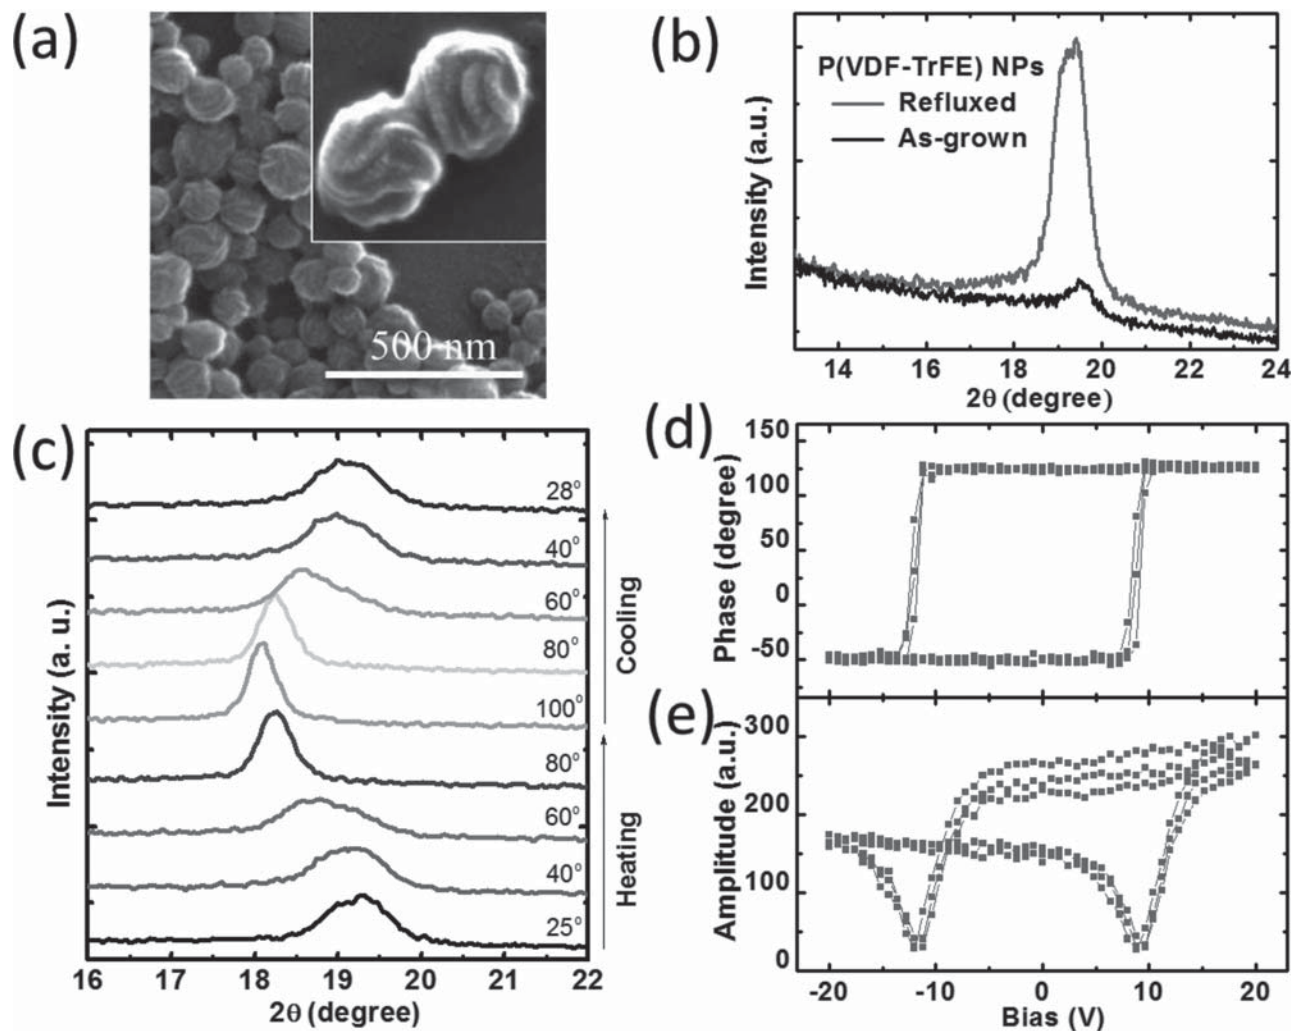 (a)
500 nm
(b)
P(VDF-TrFE) NPs
Refluxed
As-grown
Intensity (a.u.)
14 16 18 20 22 24
2θ (degree)
(c)
28°
40°
60°
80°
100°
80°
60°
40°
25°
Cooling
Heating
Intensity (a. u.)
16 17 18 19 20 21 22
2θ (degree)
(d)
150
100
50
0
-50
Phase (degree)
(e)
300
200
100
0
Amplitude (a.u.)
-20 -10 0 10 20
Bias (V)